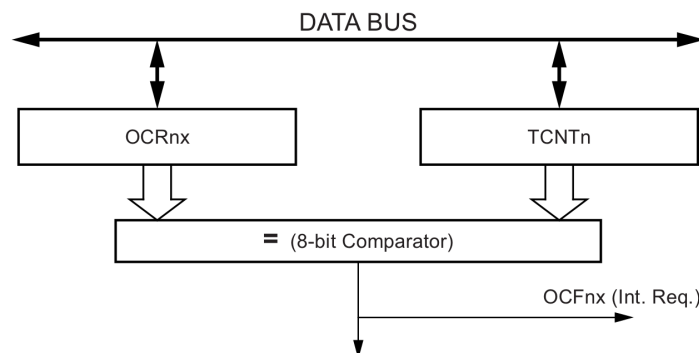 DATA BUS
OCRnx
TCNTn
= (8-bit Comparator)
OCFnx (Int. Req.)